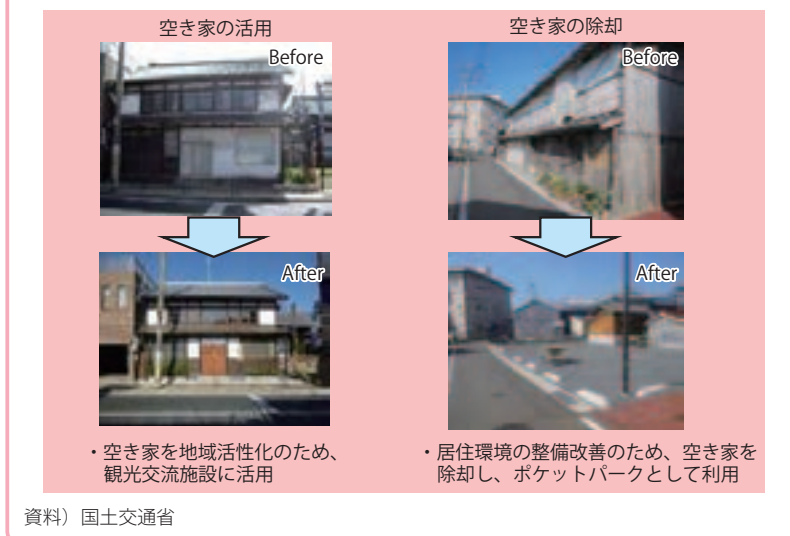 空き家の活用
Before
After
・空き家を地域活性化のため、
観光交流施設に活用
空き家の除却
Before
After
・居住環境の整備改善のため、空き家を
除却し、ポケットパークとして利用
資料）国土交通省